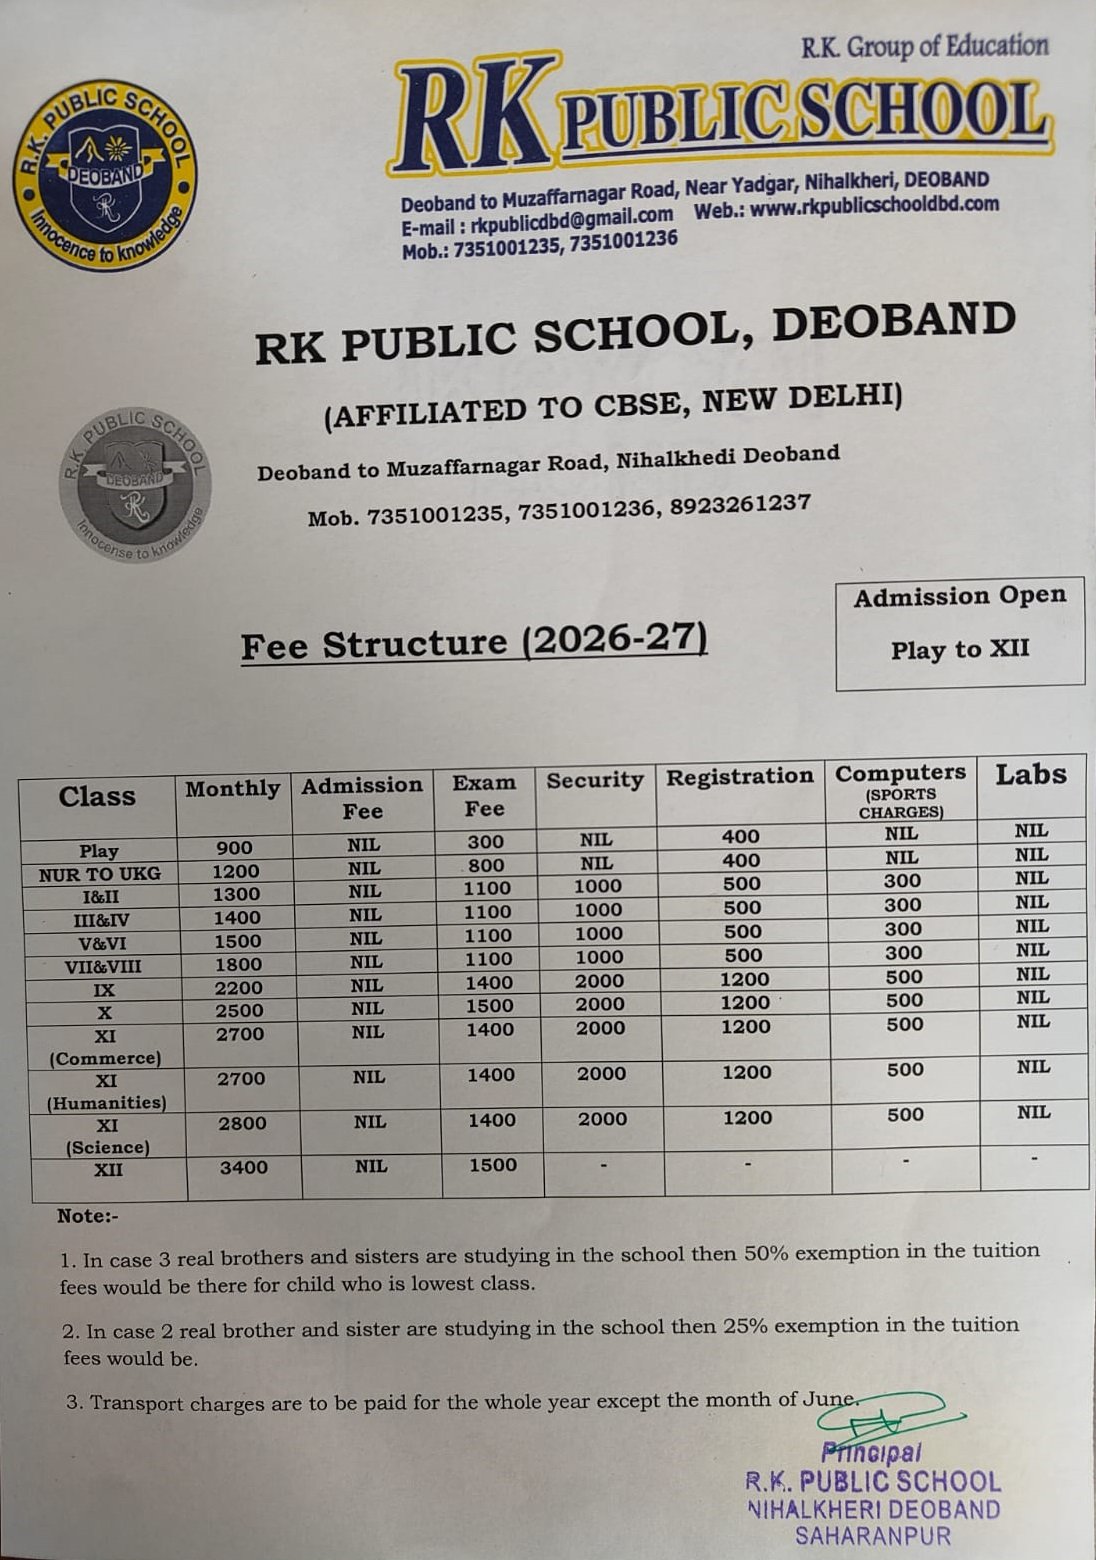 R.K. Group of Education
RK PUBLIC SCHOOL
R.K. PUBLIC SCHOOL
DEOBAND
Innocence to knowledge
Deoband to Muzaffarnagar Road, Near Yadgar, Nihalkheri, DEOBAND
E-mail : rkpublicdbd@gmail.com Web.: www.rkpublicschooldbd.com
Mob.: 7351001235, 7351001236
RK PUBLIC SCHOOL, DEOBAND
(AFFILIATED TO CBSE, NEW DELHI)
R.K. PUBLIC SCHOOL
DEOBAND
Innocense to knowledge
Deoband to Muzaffarnagar Road, Nihalkhedi Deoband
Mob. 7351001235, 7351001236, 8923261237
Admission Open
Play to XII
Fee Structure (2026-27)
Class Monthly Admission Fee Exam Fee Security Registration Computers (SPORTS CHARGES) Labs
Play 900 NIL 300 NIL 400 NIL NIL
NUR TO UKG 1200 NIL 800 NIL 400 NIL NIL
I&II 1300 NIL 1100 1000 500 300 NIL
III&IV 1400 NIL 1100 1000 500 300 NIL
V&VI 1500 NIL 1100 1000 500 300 NIL
VII&VIII 1800 NIL 1100 1000 500 300 NIL
IX 2200 NIL 1400 2000 1200 500 NIL
X 2500 NIL 1500 2000 1200 500 NIL
XI (Commerce) 2700 NIL 1400 2000 1200 500 NIL
XI (Humanities) 2700 NIL 1400 2000 1200 500 NIL
XI (Science) 2800 NIL 1400 2000 1200 500 NIL
XII 3400 NIL 1500 - - - -
Note:-
1. In case 3 real brothers and sisters are studying in the school then 50% exemption in the tuition
fees would be there for child who is lowest class.
2. In case 2 real brother and sister are studying in the school then 25% exemption in the tuition
fees would be.
3. Transport charges are to be paid for the whole year except the month of June.
Principal
R.K. PUBLIC SCHOOL
NIHALKHERI DEOBAND
SAHARANPUR